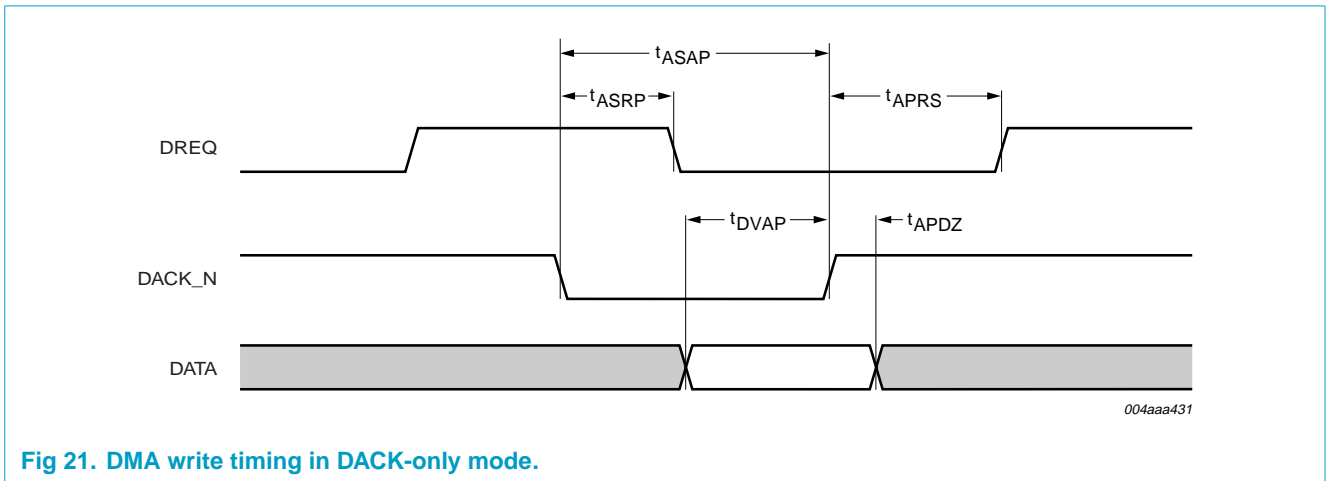 tASAP
tASRP
tAPRS
DREQ
tDVAP
tAPDZ
DACK_N
DATA
004aaa431
Fig 21. DMA write timing in DACK-only mode.